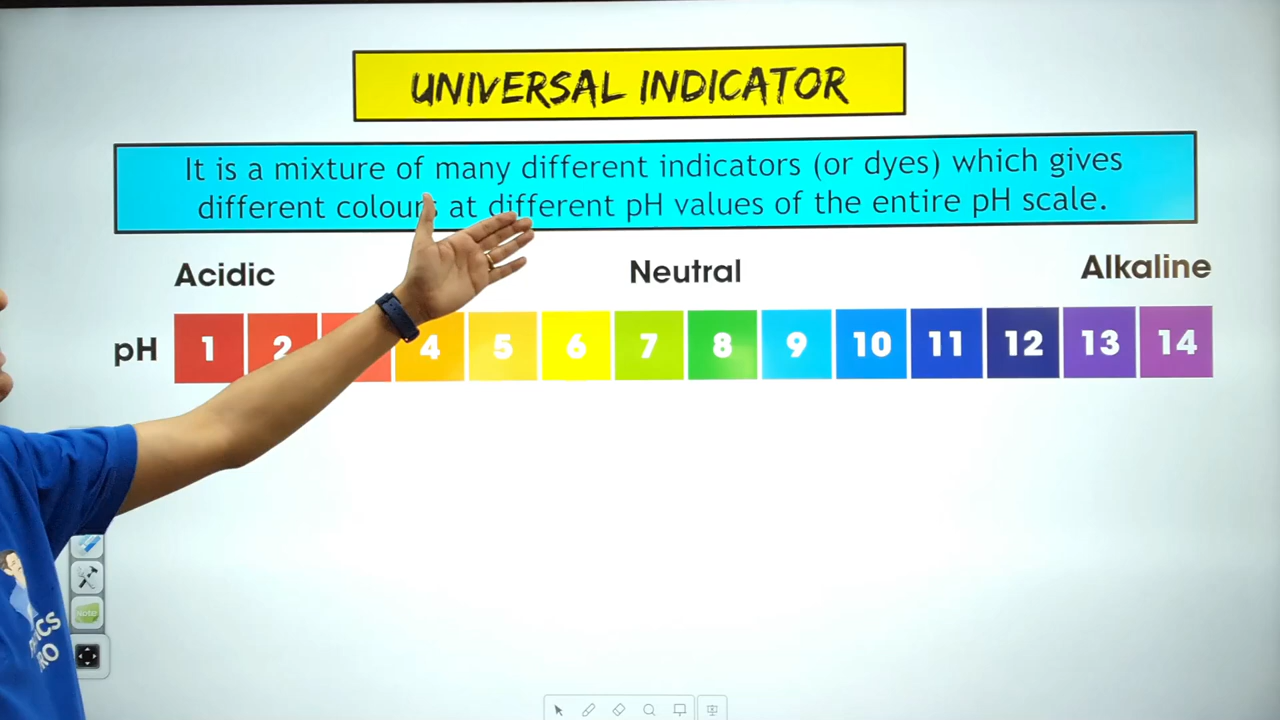 UNIVERSAL INDICATOR
It is a mixture of many different indicators (or dyes) which gives
different colours at different pH values of the entire pH scale.
Acidic Neutral Alkaline
pH 1 2 4 5 6 7 8 9 10 11 12 13 14
NOTE